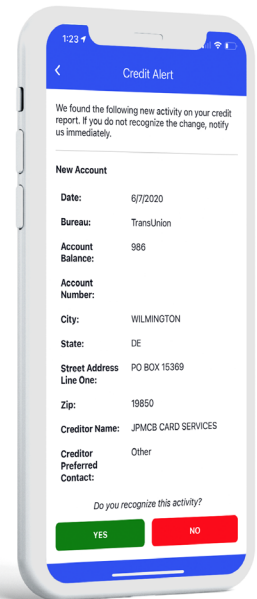 1:23
Credit Alert
We found the following new activity on your credit
report. If you do not recognize the change, notify
us immediately.
New Account
Date: 6/7/2020
Bureau: TransUnion
Account Balance: 986
Account Number:
City: WILMINGTON
State: DE
Street Address Line One: PO BOX 15369
Zip: 19850
Creditor Name: JPMCB CARD SERVICES
Creditor Preferred Contact: Other
Do you recognize this activity?
YES
NO